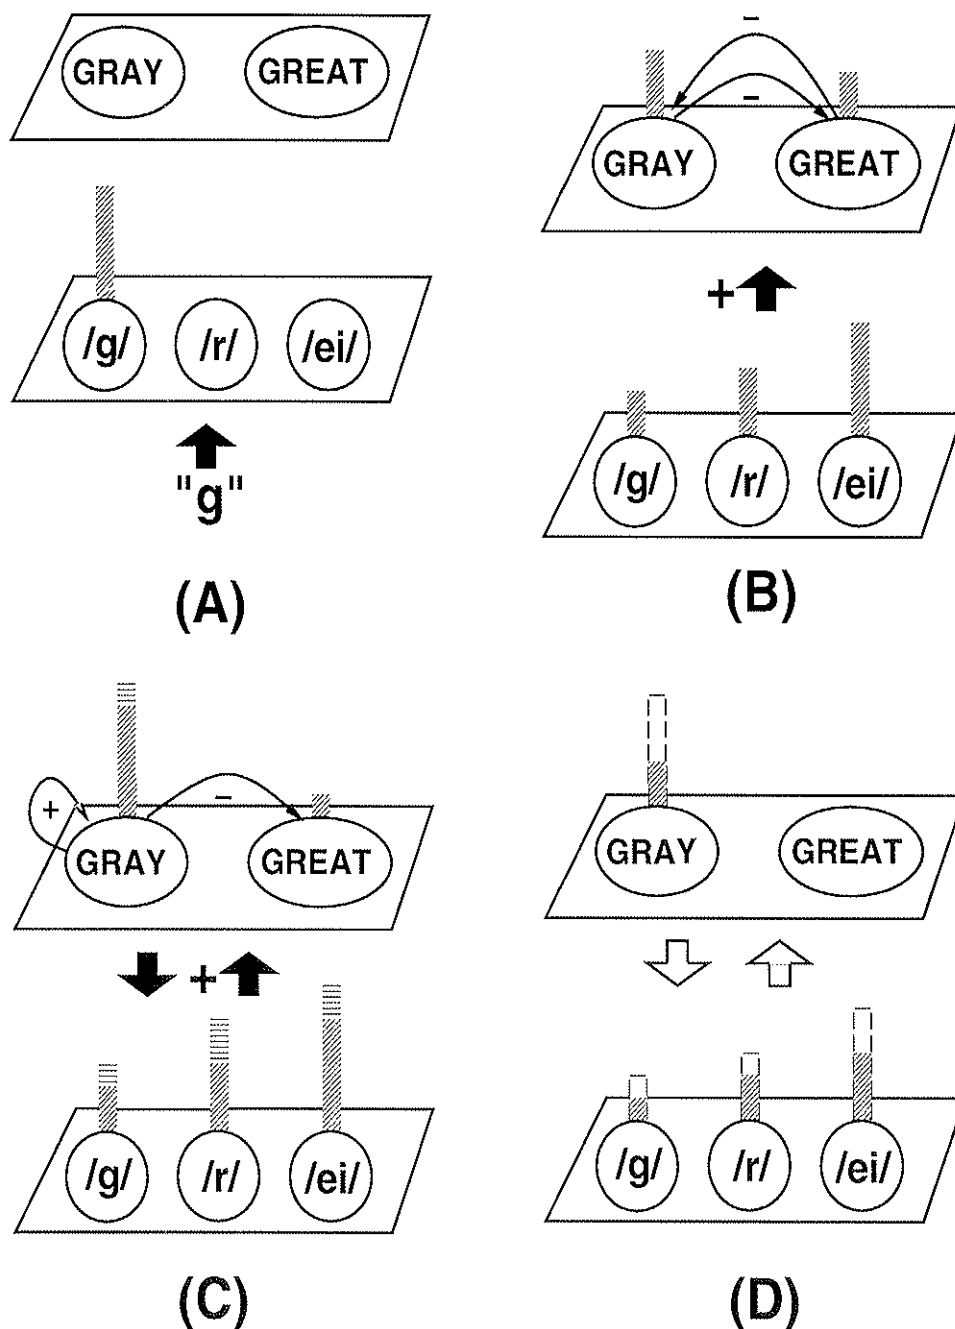 GRAY GREAT
/g/ /r/ /ei/
"g"
(A)
- 
-
GRAY GREAT
+
/g/ /r/ /ei/
(B)
+ -
GRAY GREAT
+
/g/ /r/ /ei/
(C)
GRAY GREAT
/g/ /r/ /ei/
(D)